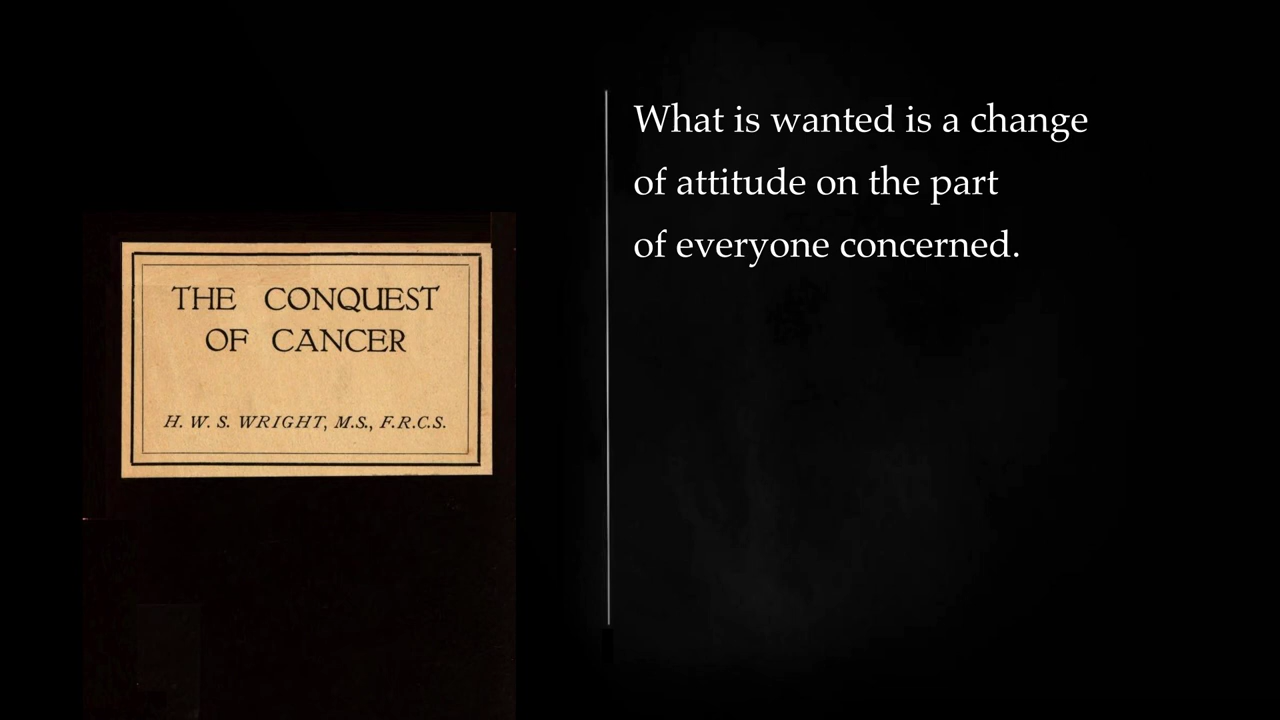 THE CONQUEST
OF CANCER
H. W. S. WRIGHT, M.S., F.R.C.S.
What is wanted is a change
of attitude on the part
of everyone concerned.